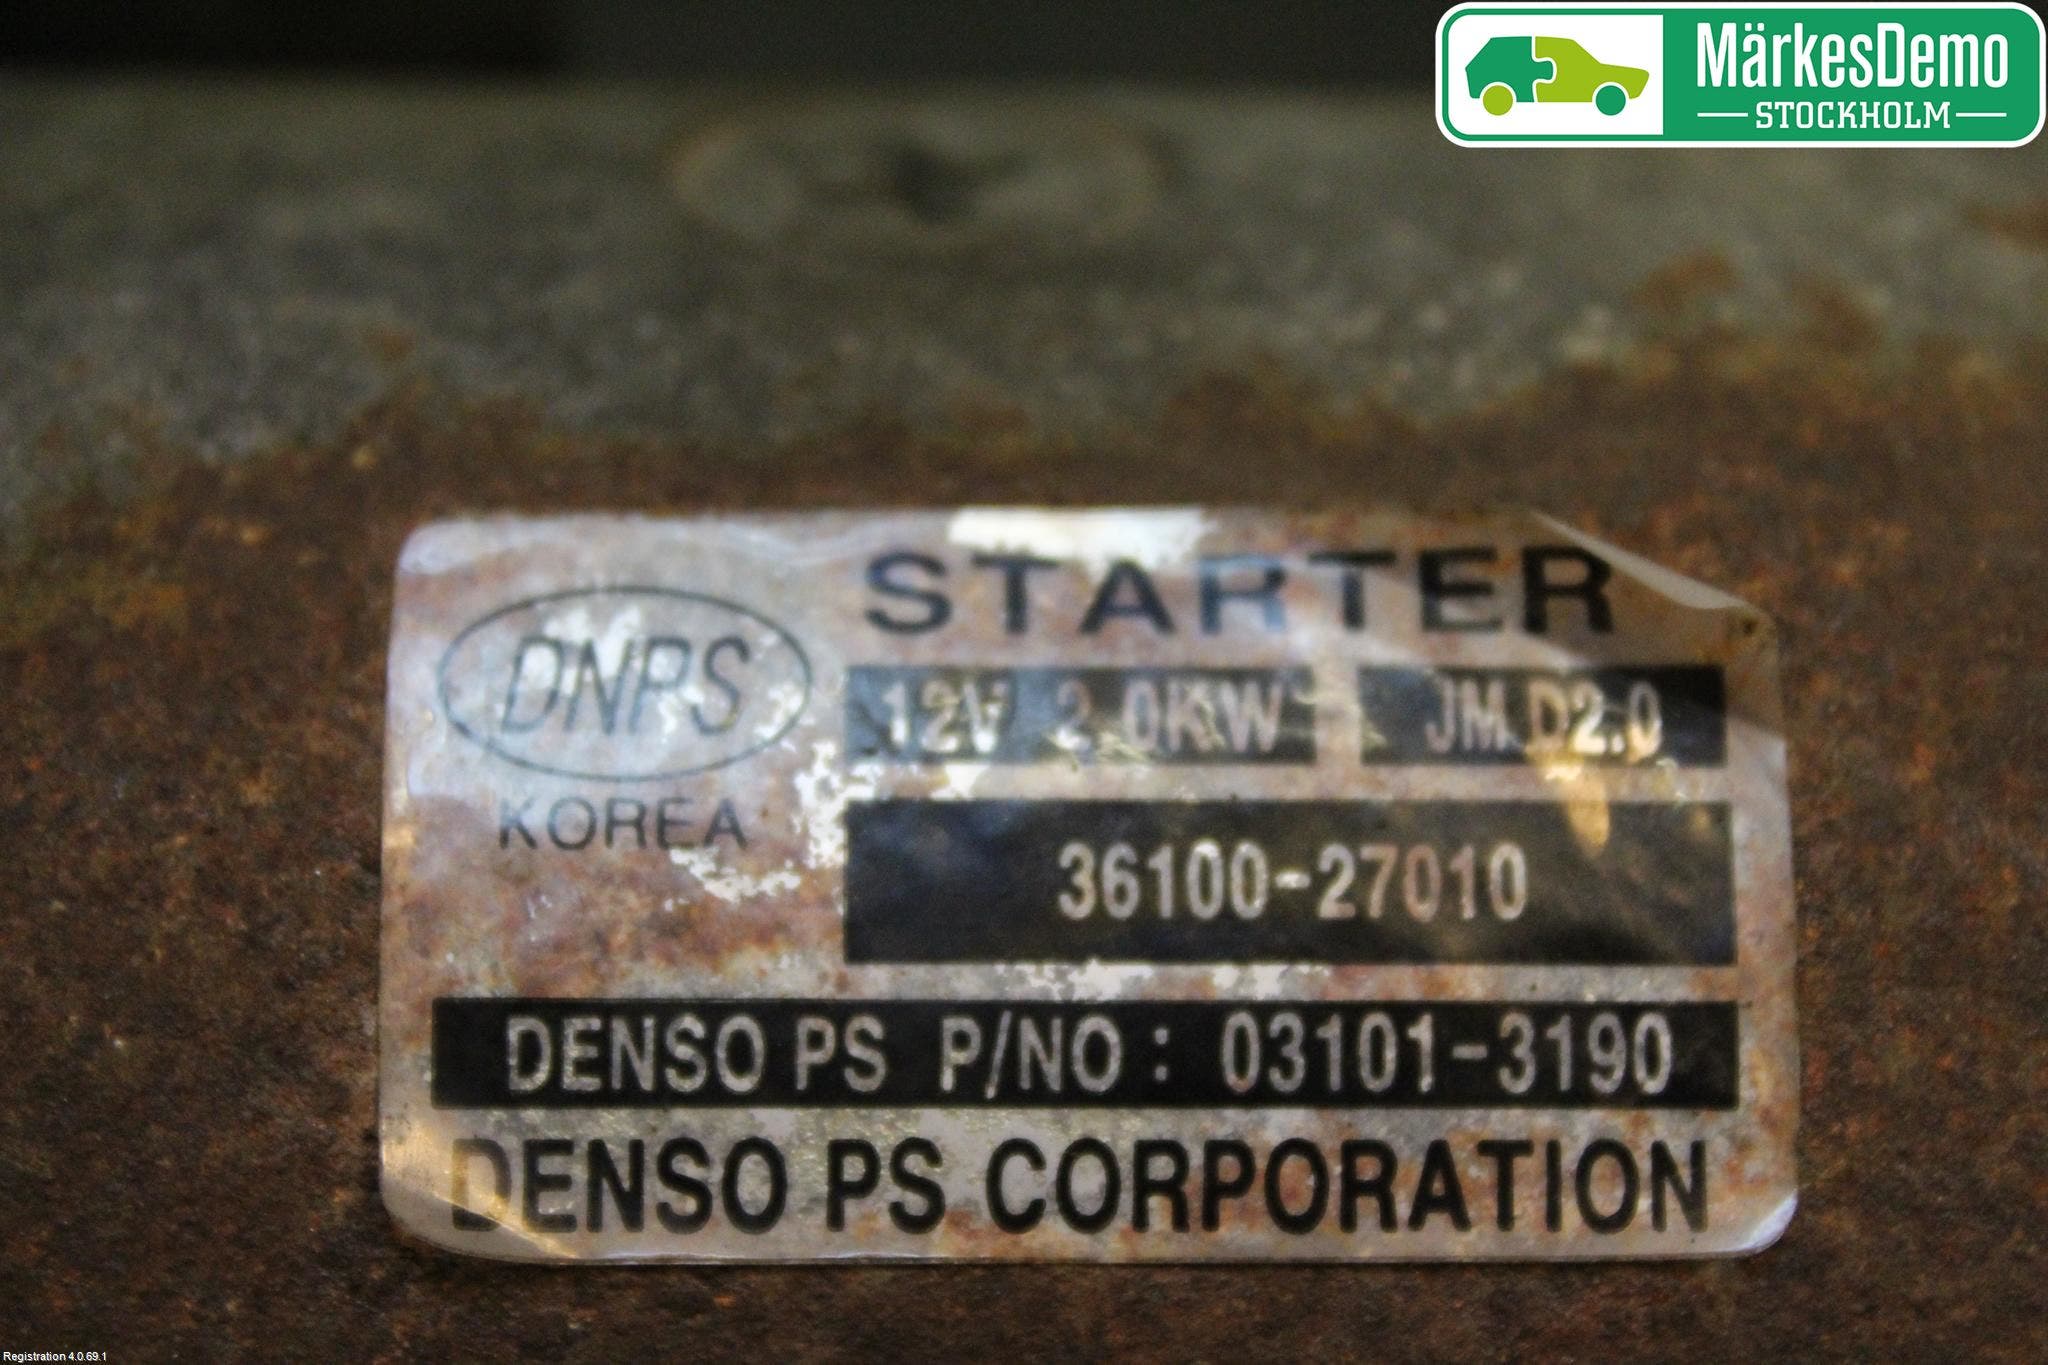 MärkesDemo
STOCKHOLM
STARTER
DNPS
12V 2.0KW JM D2.0
KOREA
36100-27010
DENSO PS P/NO : 03101-3190
DENSO PS CORPORATION
Registration 4.0.69.1